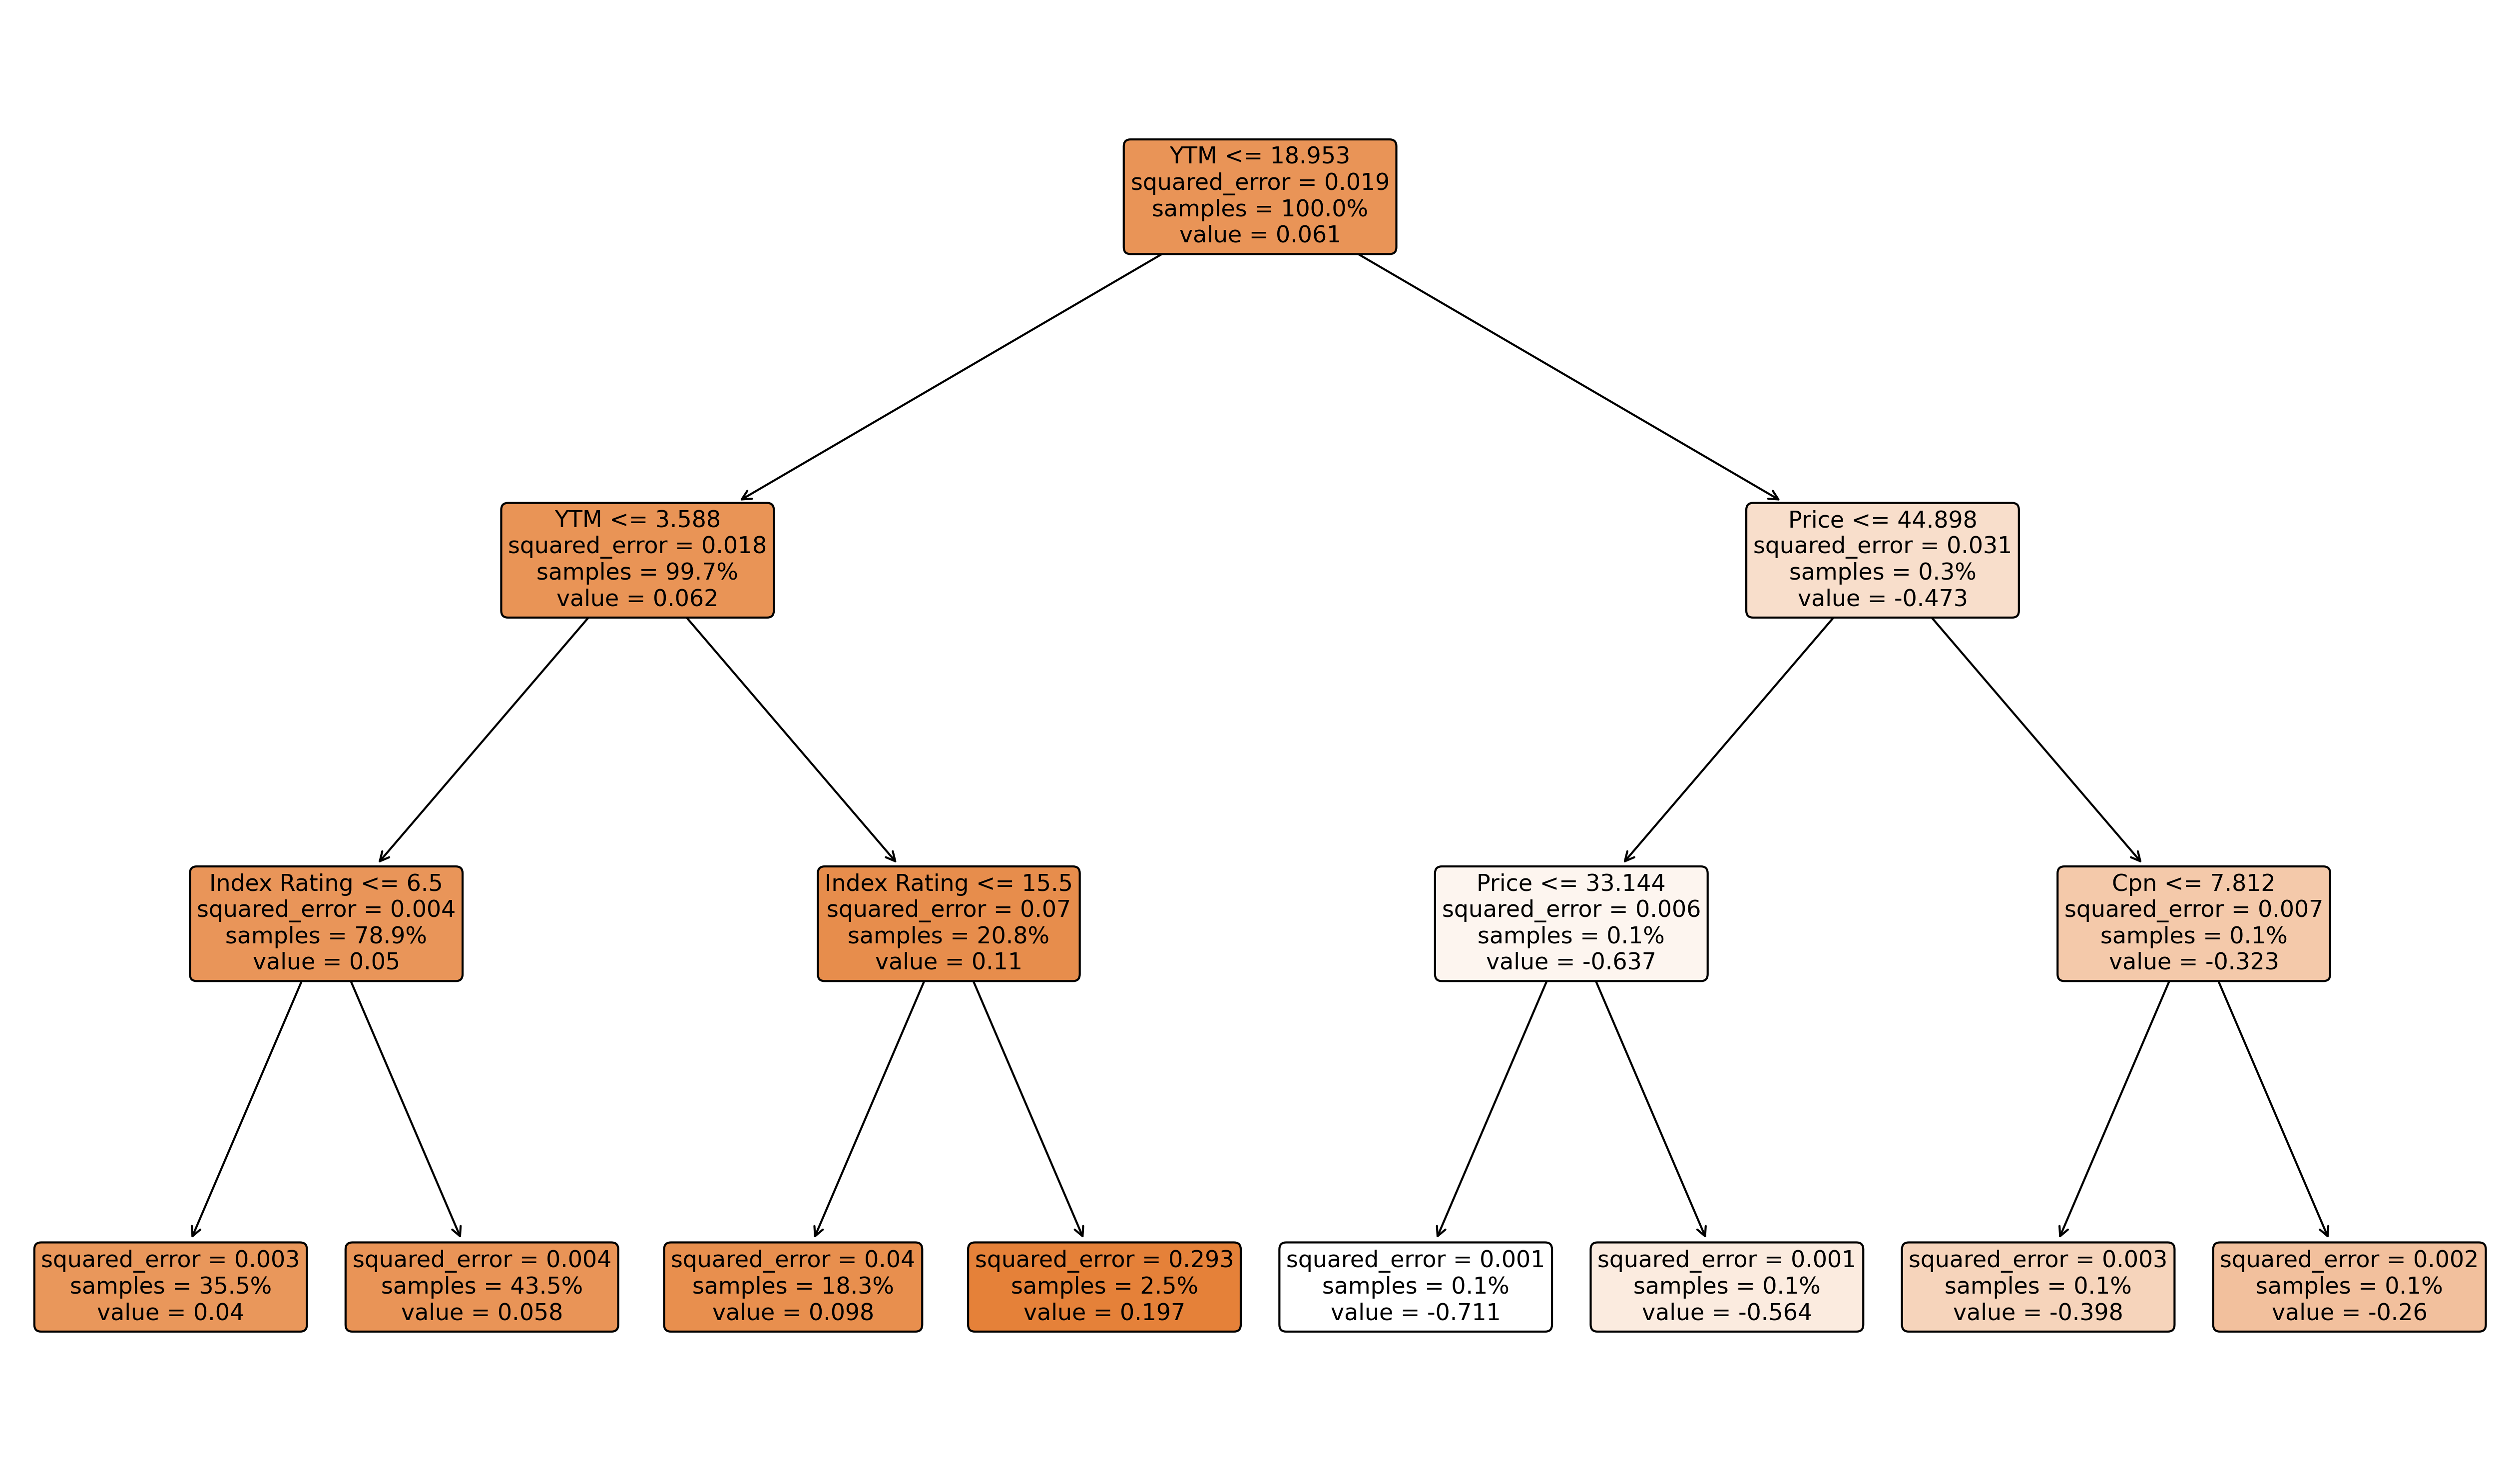 YTM <= 18.953
squared_error = 0.019
samples = 100.0%
value = 0.061
YTM <= 3.588
squared_error = 0.018
samples = 99.7%
value = 0.062
Price <= 44.898
squared_error = 0.031
samples = 0.3%
value = -0.473
Index Rating <= 6.5
squared_error = 0.004
samples = 78.9%
value = 0.05
Index Rating <= 15.5
squared_error = 0.07
samples = 20.8%
value = 0.11
Price <= 33.144
squared_error = 0.006
samples = 0.1%
value = -0.637
Cpn <= 7.812
squared_error = 0.007
samples = 0.1%
value = -0.323
squared_error = 0.003
samples = 35.5%
value = 0.04
squared_error = 0.004
samples = 43.5%
value = 0.058
squared_error = 0.04
samples = 18.3%
value = 0.098
squared_error = 0.293
samples = 2.5%
value = 0.197
squared_error = 0.001
samples = 0.1%
value = -0.711
squared_error = 0.001
samples = 0.1%
value = -0.564
squared_error = 0.003
samples = 0.1%
value = -0.398
squared_error = 0.002
samples = 0.1%
value = -0.26